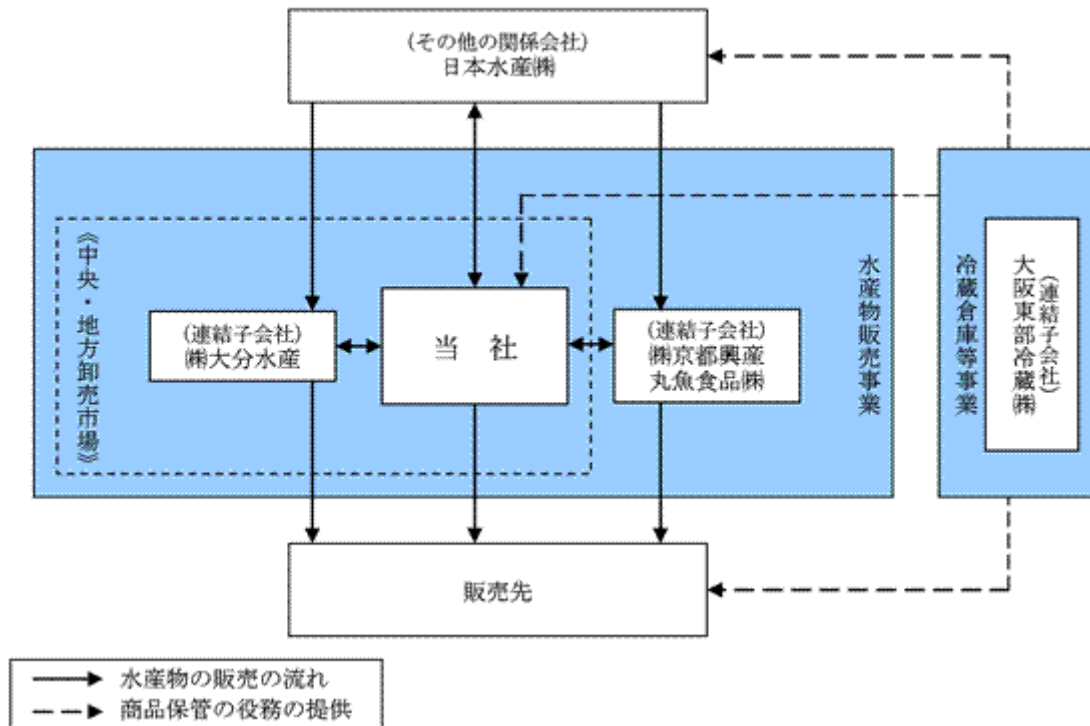 (その他の関係会社)
日本水産㈱
《中央・地方卸売市場》
(連結子会社)
㈱大分水産
当 社
(連結子会社)
㈱京都興産
丸魚食品㈱
水産物販売事業
冷蔵倉庫等事業
(連結子会社)
大阪東部冷蔵㈱
販売先
水産物の販売の流れ
商品保管の役務の提供